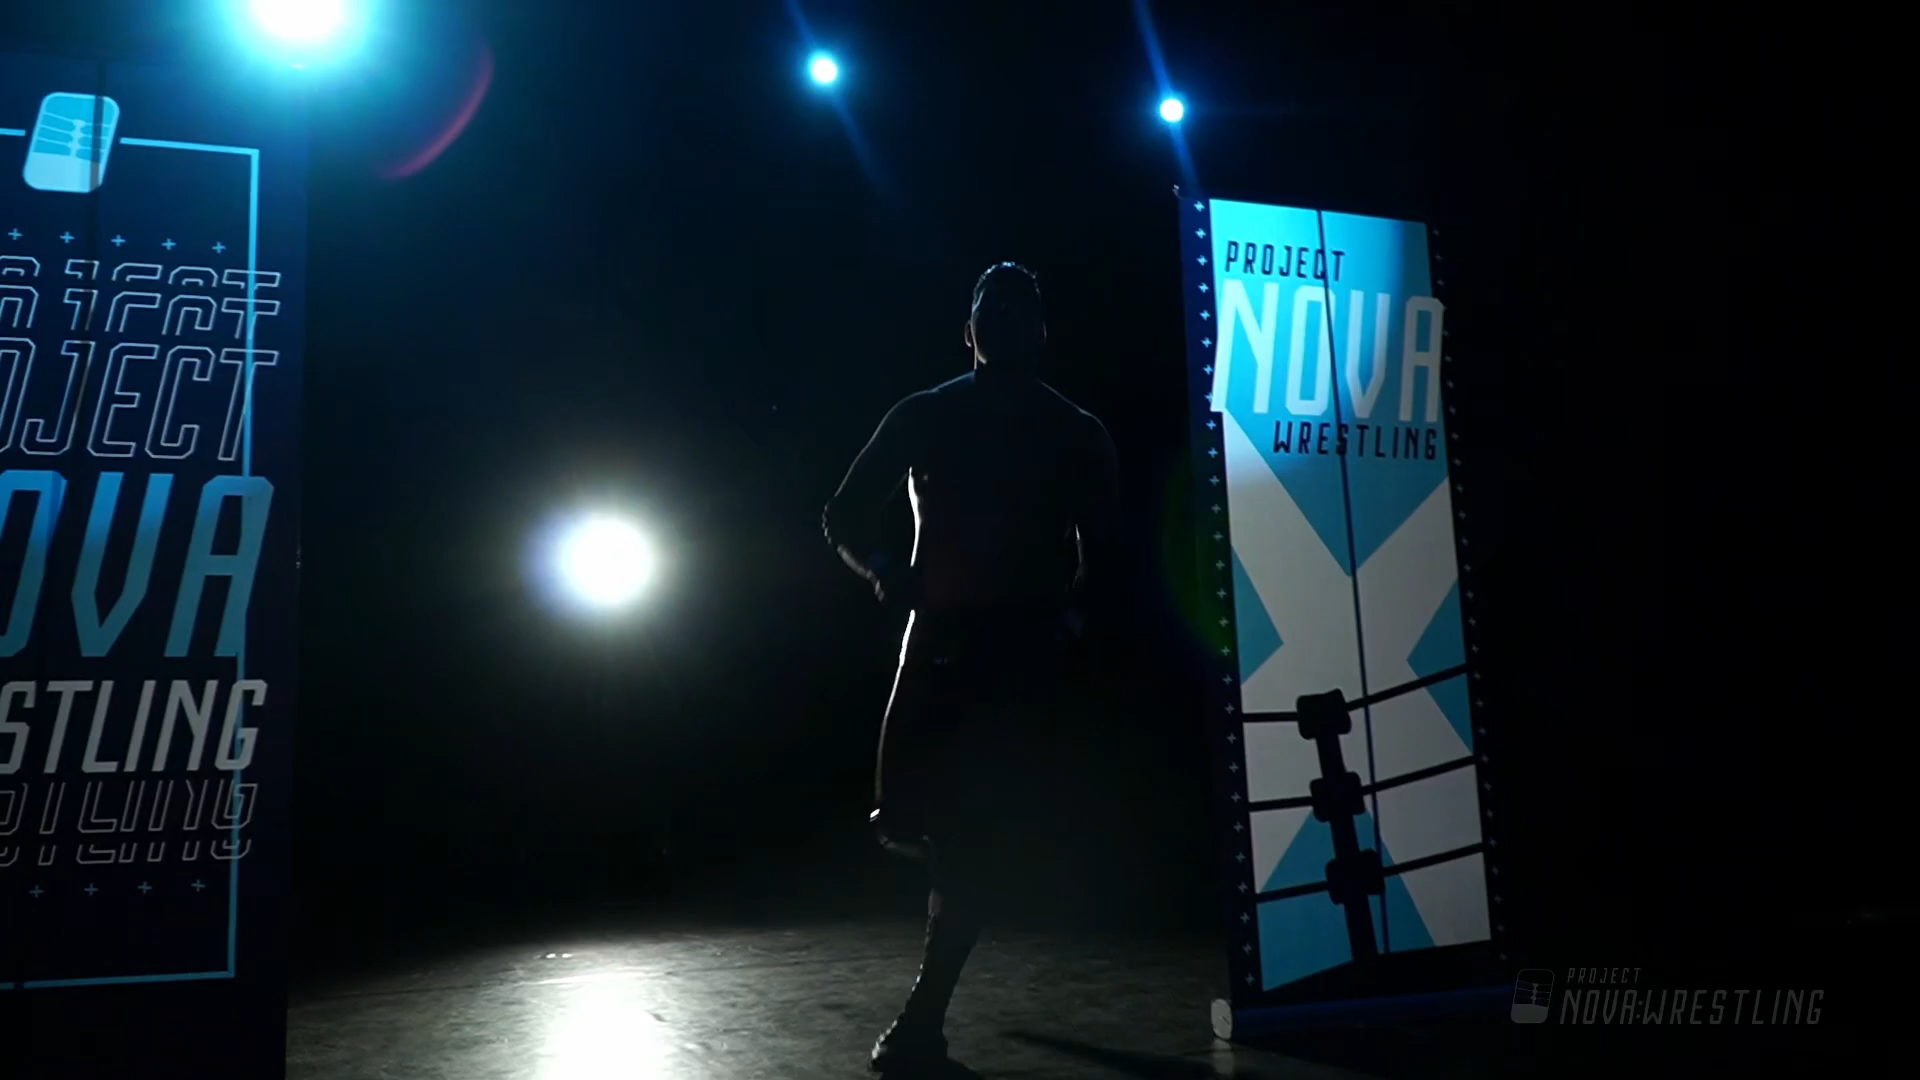 OJECT
OVA
STLING
PROJECT
NOVA
WRESTLING
PROJECT
NOVA:WRESTLING